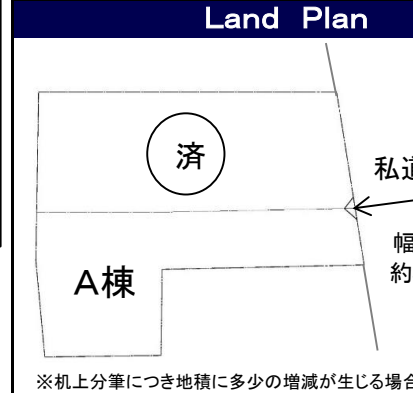 Land Plan
済
私道
幅
約
A棟
※机上分筆につき地積に多少の増減が生じる場合